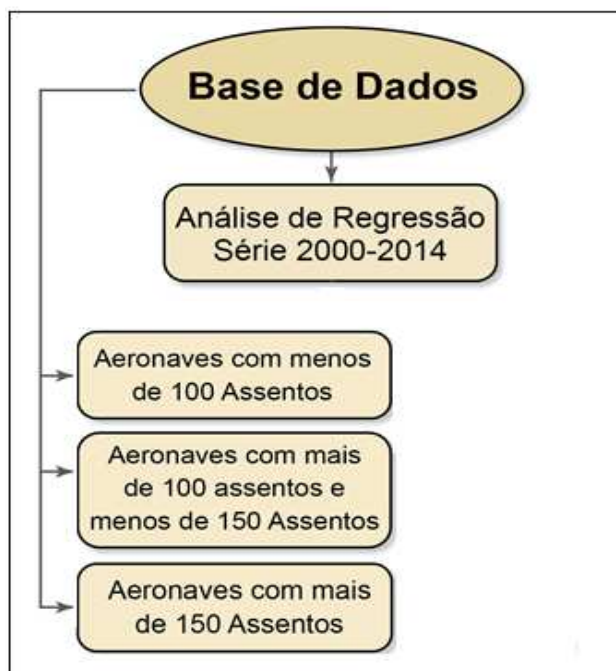 Base de Dados
Análise de Regressão
Série 2000-2014
Aeronaves com menos
de 100 Assentos
Aeronaves com mais
de 100 assentos e
menos de 150 Assentos
Aeronaves com mais
de 150 Assentos